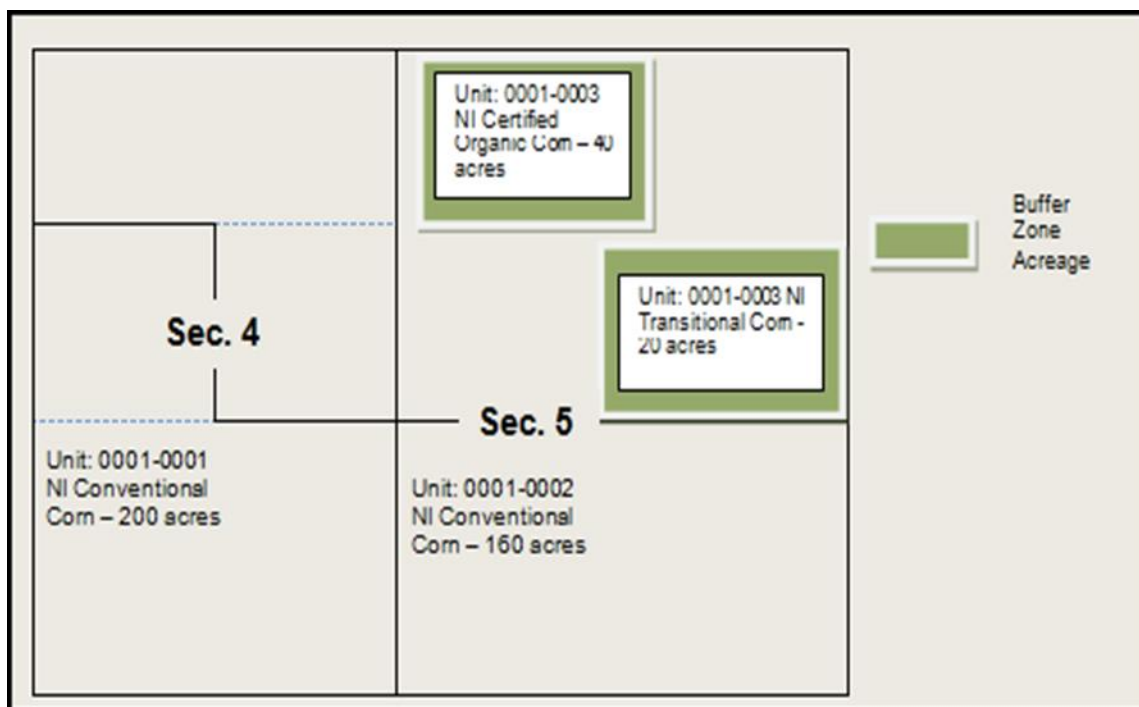 Unit: 0001-0003
NI Certified
Organic Corn – 40
acres
Buffer
Zone
Acreage
Unit: 0001-0003 NI
Transitional Corn -
20 acres
Sec. 4
Sec. 5
Unit: 0001-0001
NI Conventional
Corn – 200 acres
Unit: 0001-0002
NI Conventional
Corn – 160 acres